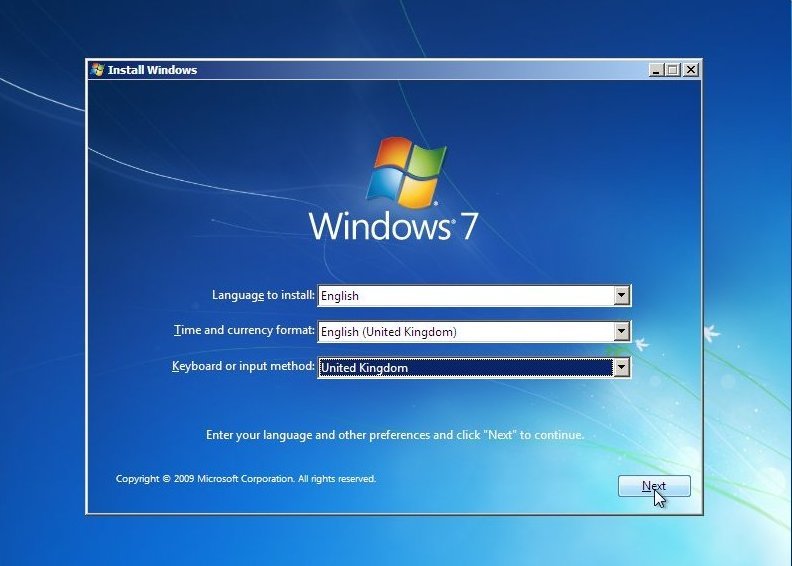 Install Windows
Windows® 7
Language to install: English
Time and currency format: English (United Kingdom)
Keyboard or input method: United Kingdom
Enter your language and other preferences and click "Next" to continue.
Copyright © 2009 Microsoft Corporation. All rights reserved.
Next